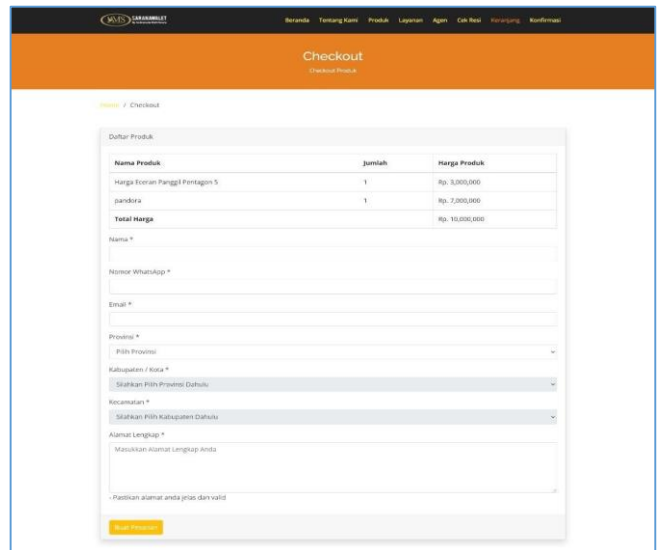 SARANGWALET
Beranda Tentang Kami Produk Layanan Agen Cek Resi Keranjang Konfirmasi
Checkout
Checkout Produk
Home / Checkout
Daftar Produk
Nama Produk Jumlah Harga Produk
Harga Eceran Panggil Pentagon 5 1 Rp. 3,000,000
pandora 1 Rp. 7,000,000
Total Harga Rp. 10,000,000
Nama *
Nomor WhatsApp *
Email *
Provinsi *
Pilih Provinsi
Kabupaten / Kota *
Silahkan Pilih Provinsi Dahulu
Kecamatan *
Silahkan Pilih Kabupaten Dahulu
Alamat Lengkap *
Masukkan Alamat Lengkap Anda
- Pastikan alamat anda jelas dan valid
Buat Pesanan